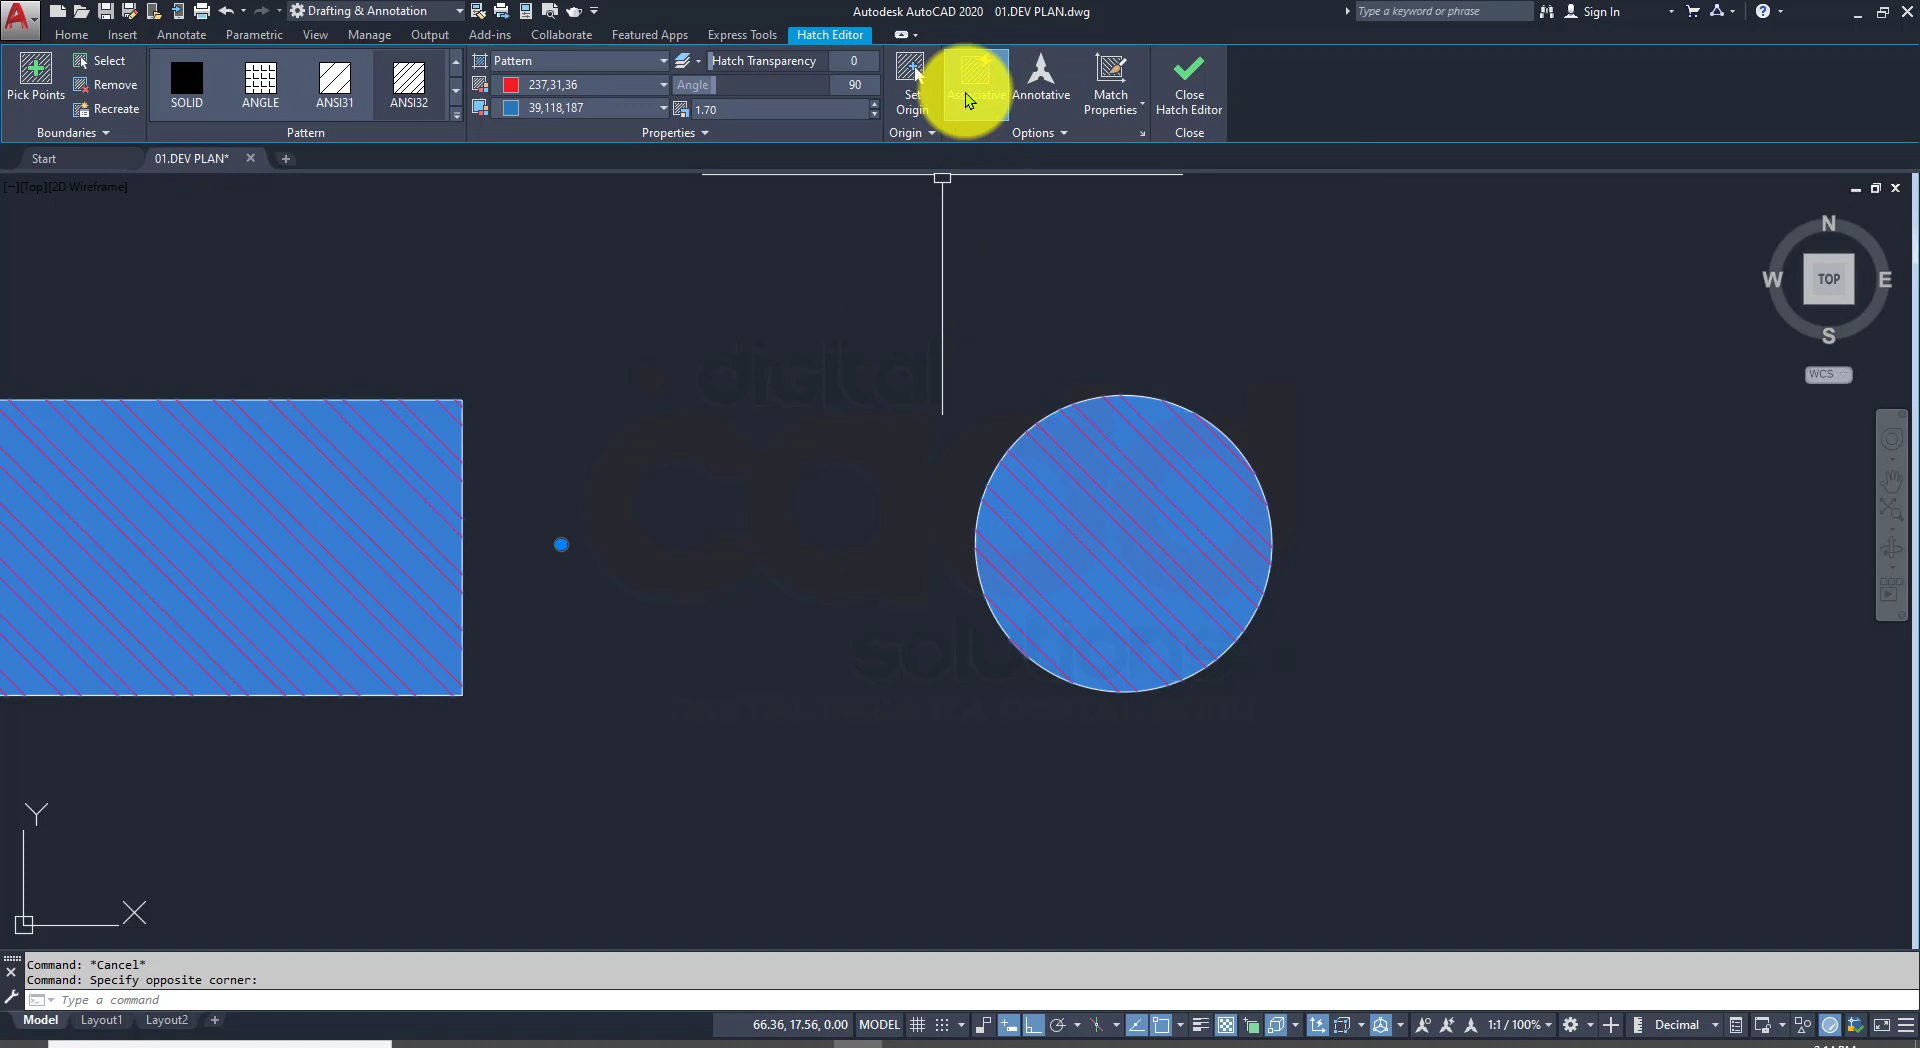 Drafting & Annotation
Autodesk AutoCAD 2020 01.DEV PLAN.dwg
Type a keyword or phrase
Sign In
Home Insert Annotate Parametric View Manage Output Add-ins Collaborate Featured Apps Express Tools Hatch Editor
Pick Points
Select
Remove
Recreate
Boundaries
SOLID ANGLE ANSI31 ANSI32
Pattern
Pattern
237,31,36
39,118,187
Hatch Transparency 0
Angle 90
1.70
Properties
Set
Origin
Origin
Associative
Annotative
Match
Properties
Options
Close
Hatch Editor
Close
Start 01.DEV PLAN*
[−][Top][2D Wireframe]
N
W TOP E
S
WCS
digital
cad
solutions
Y
X
Command: *Cancel*
Command: Specify opposite corner:
Type a command
Model Layout1 Layout2
66.36, 17.56, 0.00 MODEL 1:1 / 100% Decimal